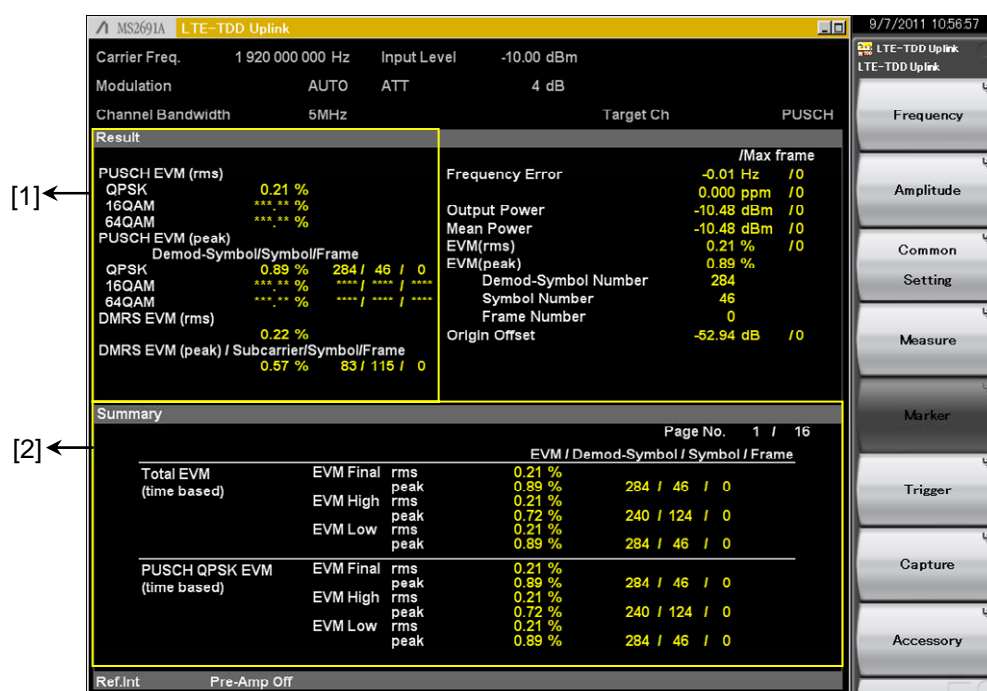 MS2691A LTE-TDD Uplink
9/7/2011 10:56:57
Carrier Freq. 1 920 000 000 Hz Input Level -10.00 dBm
Modulation AUTO ATT 4 dB
Channel Bandwidth 5MHz Target Ch PUSCH
LTE-TDD Uplink
LTE-TDD Uplink
Frequency
Amplitude
Common
Setting
Measure
Marker
Trigger
Capture
Accessory
[1]
Result
PUSCH EVM (rms)
QPSK 0.21 %
16QAM ***.** %
64QAM ***.** %
PUSCH EVM (peak)
Demod-Symbol/Symbol/Frame
QPSK 0.89 % 284 / 46 / 0
16QAM ***.** % **** / **** / ****
64QAM ***.** % **** / **** / ****
DMRS EVM (rms)
0.22 %
DMRS EVM (peak) / Subcarrier/Symbol/Frame
0.57 % 83 / 115 / 0
/Max frame
Frequency Error -0.01 Hz / 0
0.000 ppm / 0
Output Power -10.48 dBm / 0
Mean Power -10.48 dBm / 0
EVM(rms) 0.21 % / 0
EVM(peak) 0.89 %
Demod-Symbol Number 284
Symbol Number 46
Frame Number 0
Origin Offset -52.94 dB / 0
[2]
Summary
Page No. 1 / 16
EVM / Demod-Symbol / Symbol / Frame
Total EVM EVM Final rms 0.21 %
(time based) peak 0.89 % 284 / 46 / 0
EVM High rms 0.21 %
peak 0.72 % 240 / 124 / 0
EVM Low rms 0.21 %
peak 0.89 % 284 / 46 / 0
PUSCH QPSK EVM EVM Final rms 0.21 %
(time based) peak 0.89 % 284 / 46 / 0
EVM High rms 0.21 %
peak 0.72 % 240 / 124 / 0
EVM Low rms 0.21 %
peak 0.89 % 284 / 46 / 0
Ref.Int Pre-Amp Off